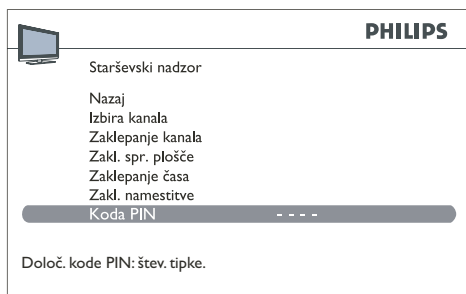 PHILIPS
Starševski nadzor
Nazaj
Izbira kanala
Zaklepanje kanala
Zakl. spr. plošče
Zaklepanje časa
Zakl. namestitve
Koda PIN - - - -
Določ. kode PIN: štev. tipke.